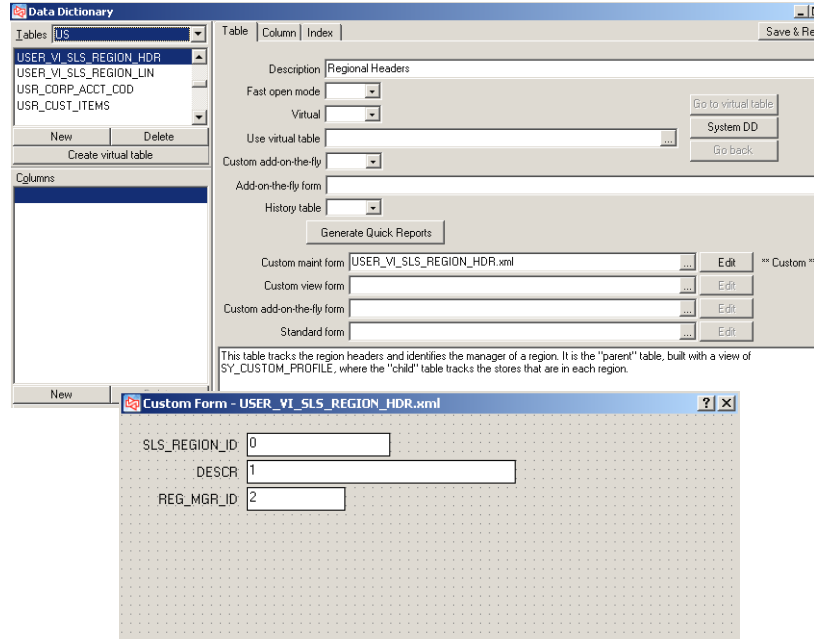 Data Dictionary
Tables US
USER_VI_SLS_REGION_HDR
USER_VI_SLS_REGION_LIN
USR_CORP_ACCT_COD
USR_CUST_ITEMS
New Delete
Create virtual table
Columns
New
Table Column Index
Save & Re
Description Regional Headers
Fast open mode
Virtual
Go to virtual table
Use virtual table ...
System DD
Go back
Custom add-on-the-fly
Add-on-the-fly form
History table
Generate Quick Reports
Custom maint form USER_VI_SLS_REGION_HDR.xml ... Edit ** Custom **
Custom view form ... Edit
Custom add-on-the-fly form ... Edit
Standard form ... Edit
This table tracks the region headers and identifies the manager of a region. It is the "parent" table, built with a view of
SY_CUSTOM_PROFILE, where the "child" table tracks the stores that are in each region.
Custom Form - USER_VI_SLS_REGION_HDR.xml
SLS_REGION_ID 0
DESCR 1
REG_MGR_ID 2